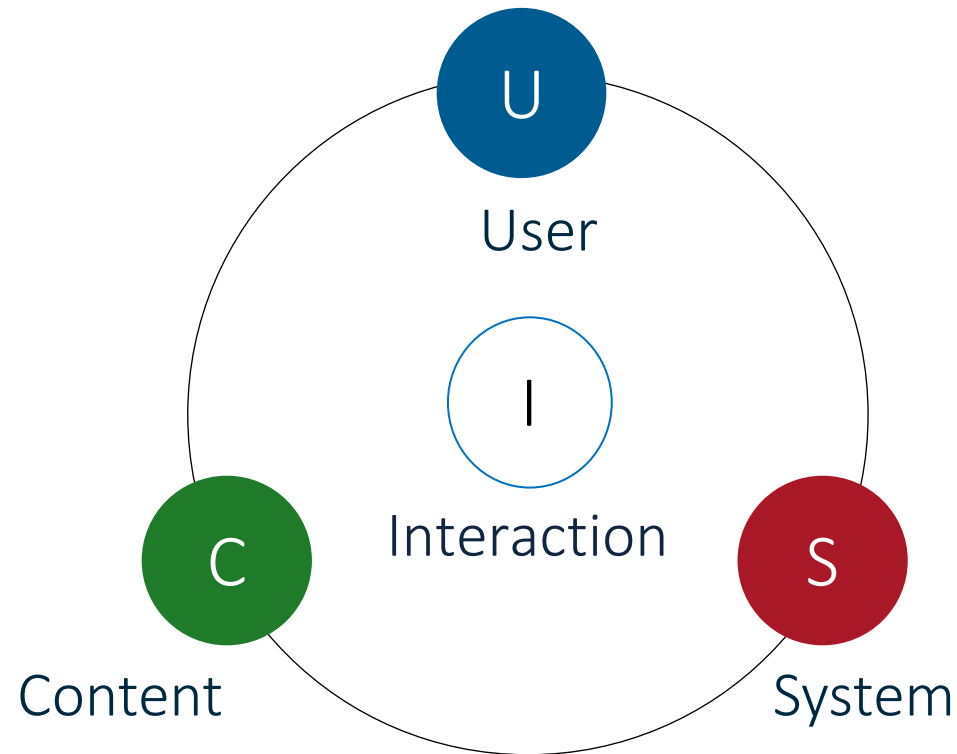 U
User
I
Interaction
C
Content
S
System